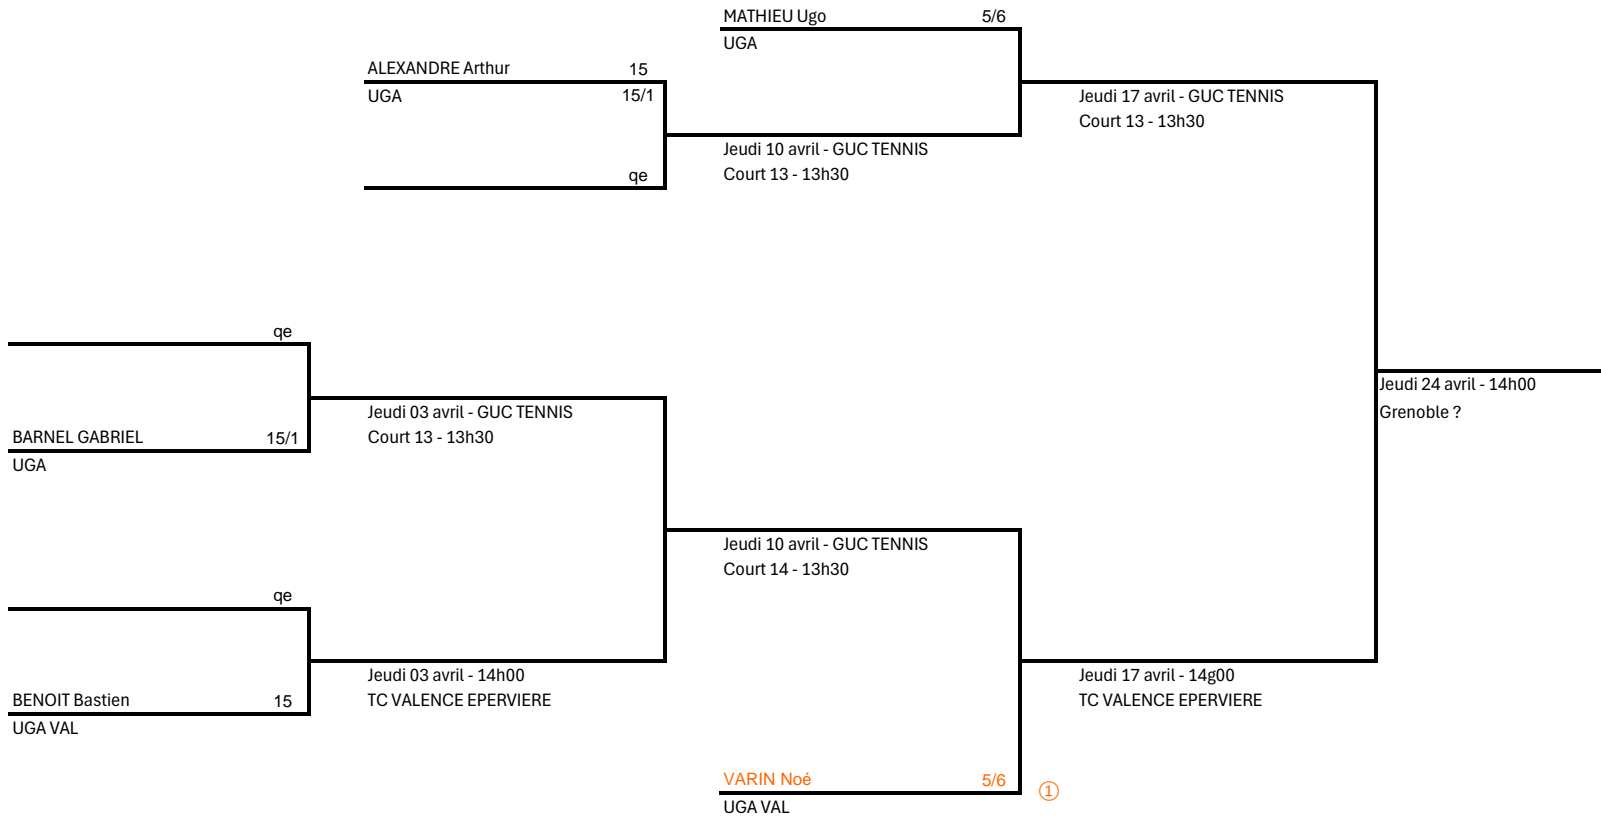 MATHIEU Ugo 5/6
UGA
ALEXANDRE Arthur 15
UGA 15/1
Jeudi 17 avril - GUC TENNIS
Court 13 - 13h30
Jeudi 10 avril - GUC TENNIS
Court 13 - 13h30
qe
qe
Jeudi 24 avril - 14h00
Grenoble ?
Jeudi 03 avril - GUC TENNIS
Court 13 - 13h30
BARNEL GABRIEL 15/1
UGA
Jeudi 10 avril - GUC TENNIS
Court 14 - 13h30
qe
Jeudi 03 avril - 14h00
TC VALENCE EPERVIERE
Jeudi 17 avril - 14g00
TC VALENCE EPERVIERE
BENOIT Bastien 15
UGA VAL
VARIN Noé 5/6 ①
UGA VAL